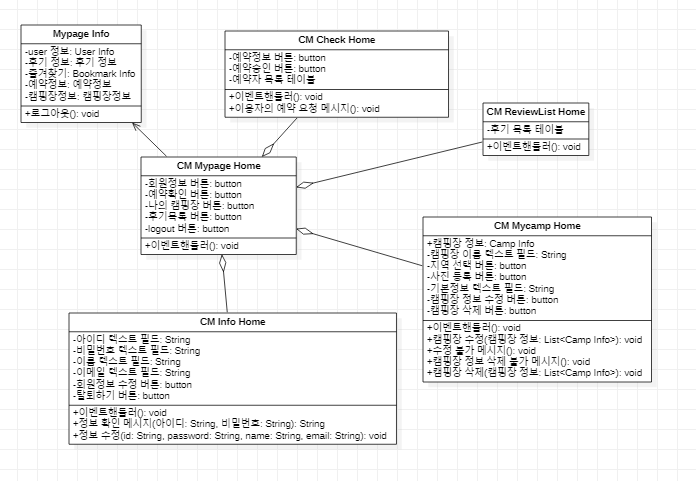 Mypage Info
-user 정보: User Info
-후기 정보: 후기 정보
-즐겨찾기: Bookmark Info
-예약정보: 예약정보
-캠핑장정보: 캠핑장정보
+로그아웃(): void
CM Check Home
-예약정보 버튼: button
-예약승인 버튼: button
-예약자 목록 테이블
+이벤트핸들러(): void
+이용자의 예약 요청 메시지(): void
CM ReviewList Home
-후기 목록 테이블
+이벤트핸들러(): void
CM Mypage Home
-회원정보 버튼: button
-예약확인 버튼: button
-나의 캠핑장 버튼: button
-후기목록 버튼: button
-logout 버튼: button
+이벤트핸들러(): void
CM Mycamp Home
+캠핑장 정보: Camp Info
-캠핑장 이름 텍스트 필드: String
-지역 선택 버튼: button
-사진 등록 버튼: button
-기본정보 텍스트 필드: String
-캠핑장 정보 수정 버튼: button
-캠핑장 삭제 버튼: button
+이벤트핸들러(): void
+캠핑장 수정(캠핑장 정보: List<Camp Info>): void
+수정 불가 메시지(): void
+캠핑장 정보 삭제 불가 메시지(): void
+캠핑장 삭제(캠핑장 정보: List<Camp Info>): void
CM Info Home
-아이디 텍스트 필드: String
-비밀번호 텍스트 필드: String
-이름 텍스트 필드: String
-이메일 텍스트 필드: String
-회원정보 수정 버튼: button
-탈퇴하기 버튼: button
+이벤트핸들러(): void
+정보 확인 메시지(아이디: String, 비밀번호: String): String
+정보 수정(id: String, password: String, name: String, email: String): void